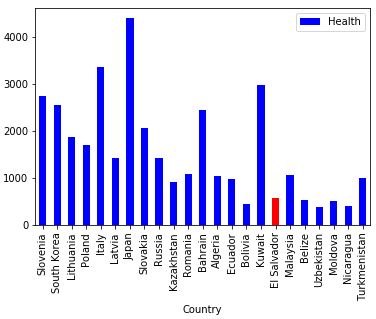 Health
4000
3000
2000
1000
0
Slovenia
South Korea
Lithuania
Poland
Italy
Latvia
Japan
Slovakia
Russia
Kazakhstan
Romania
Bahrain
Algeria
Ecuador
Bolivia
Kuwait
El Salvador
Malaysia
Belize
Uzbekistan
Moldova
Nicaragua
Turkmenistan
Country